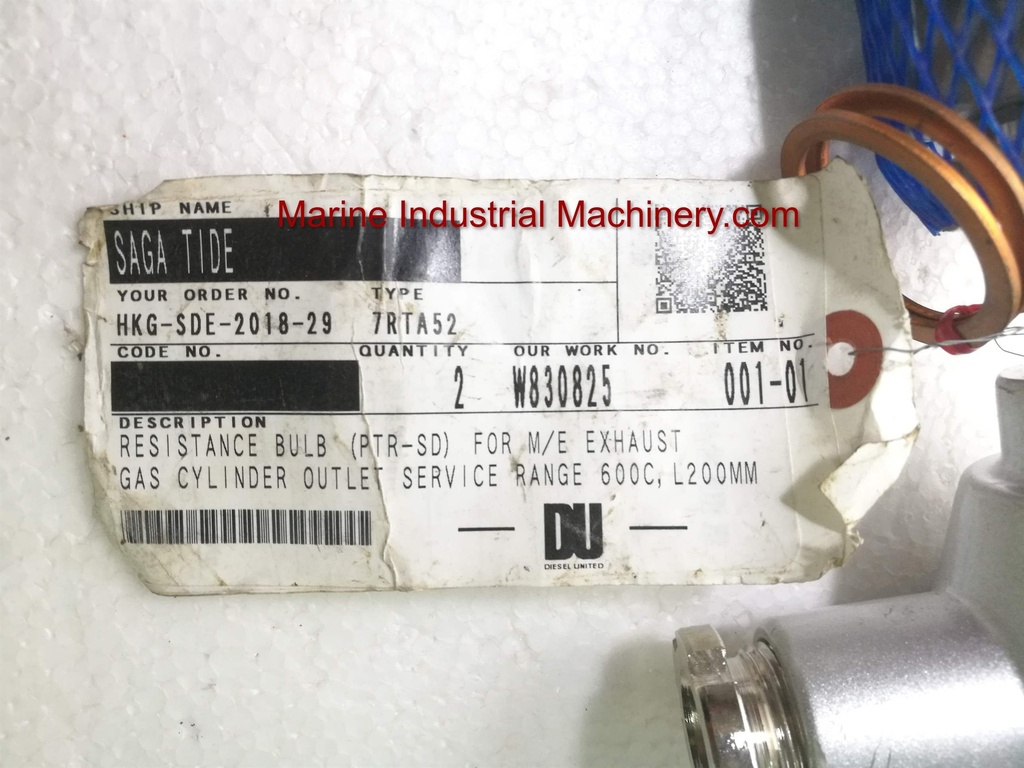 SHIP NAME
Marine Industrial Machinery.com
SAGA TIDE
YOUR ORDER NO. TYPE
HKG-SDE-2018-29 7RTA52
CODE NO. QUANTITY OUR WORK NO. ITEM NO.
2 W830825 001-01
DESCRIPTION
RESISTANCE BULB (PTR-SD) FOR M/E EXHAUST
GAS CYLINDER OUTLET SERVICE RANGE 600C, L200MM
DU
DIESEL UNITED